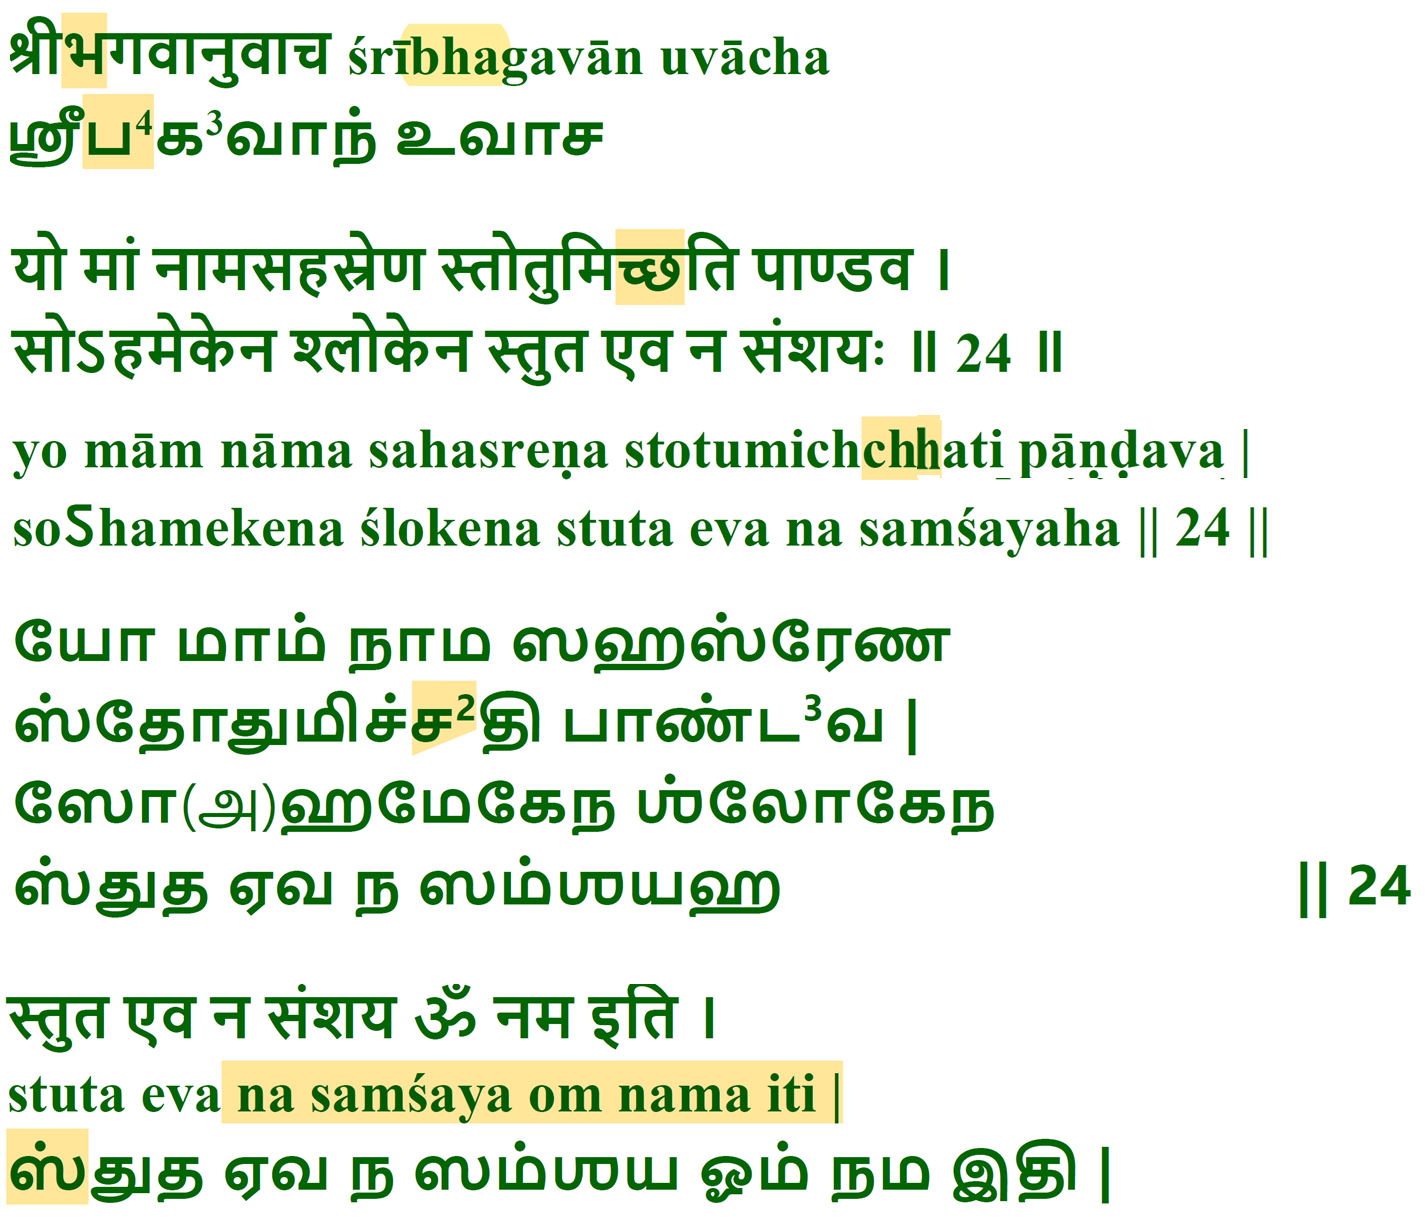 श्रीभगवानुवाच śrībhagavān uvācha
ஶ்ரீப⁴க³வாந் உவாச
यो मां नामसहस्रेण स्तोतुमिच्छति पाण्डव ।
सोऽहमेकेन श्लोकेन स्तुत एव न संशयः ॥ 24 ॥
yo mām nāma sahasreṇa stotumichchhati pāṇḍava |
soऽhamekena ślokena stuta eva na samśayaha || 24 ||
யோ மாம் நாம ஸஹஸ்ரேண
ஸ்தோதுமிச்ச²தி பாண்ட³வ |
ஸோ(அ)ஹமேகேந ஶ்லோகேந
ஸ்துத ஏவ ந ஸம்ஶயஹ || 24
स्तुत एव न संशय ॐ नम इति ।
stuta eva na samśaya om nama iti |
ஸ்துத ஏவ ந ஸம்ஶய ஓம் நம இதி |